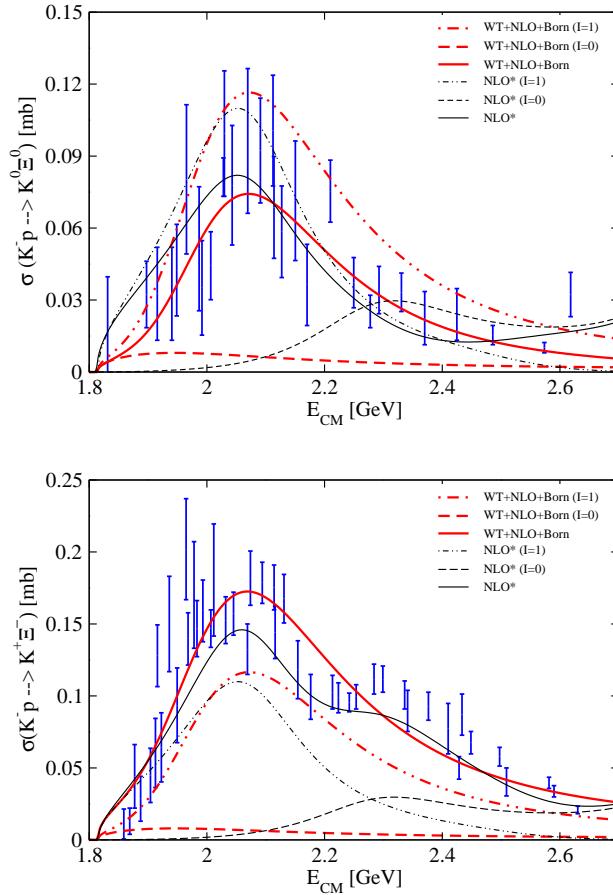 σ (K⁻p --> K⁰Ξ⁰) [mb]
0.15
0.12
0.09
0.06
0.03
0
WT+NLO+Born (I=1)
WT+NLO+Born (I=0)
WT+NLO+Born
NLO* (I=1)
NLO* (I=0)
NLO*
1.8 2 2.2 2.4 2.6
E_CM [GeV]
σ(K⁻p --> K⁺Ξ⁻) [mb]
0.25
0.2
0.15
0.1
0.05
0
WT+NLO+Born (I=1)
WT+NLO+Born (I=0)
WT+NLO+Born
NLO* (I=1)
NLO* (I=0)
NLO*
1.8 2 2.2 2.4 2.6
E_CM [GeV]